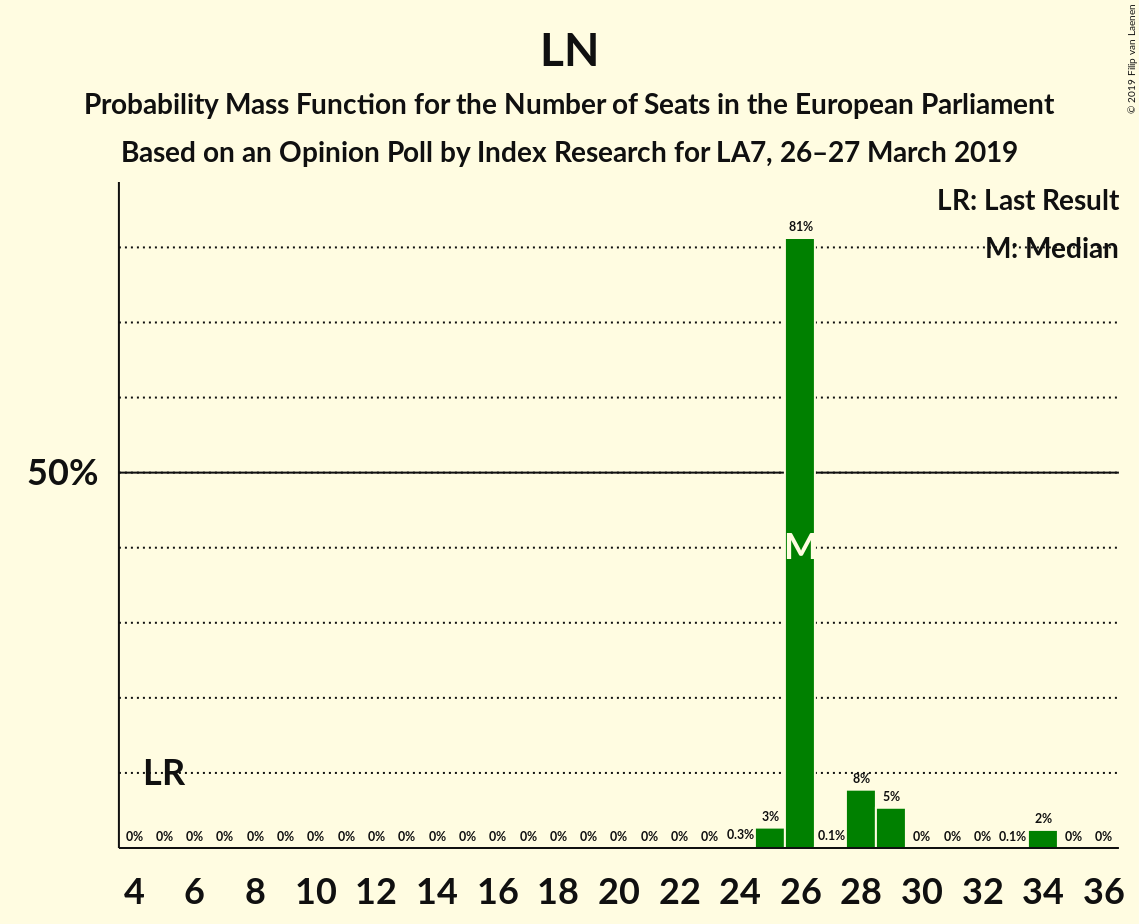 LN
Probability Mass Function for the Number of Seats in the European Parliament
Based on an Opinion Poll by Index Research for LA7, 26–27 March 2019
© 2019 Filip van Laenen
LR: Last Result
M: Median
81%
50%
M
LR
8%
5%
3%
2%
0% 0% 0% 0% 0% 0% 0% 0% 0% 0% 0% 0% 0% 0% 0% 0% 0% 0% 0% 0% 0.3% 0.1% 0% 0% 0% 0.1% 0% 0%
4 6 8 10 12 14 16 18 20 22 24 26 28 30 32 34 36